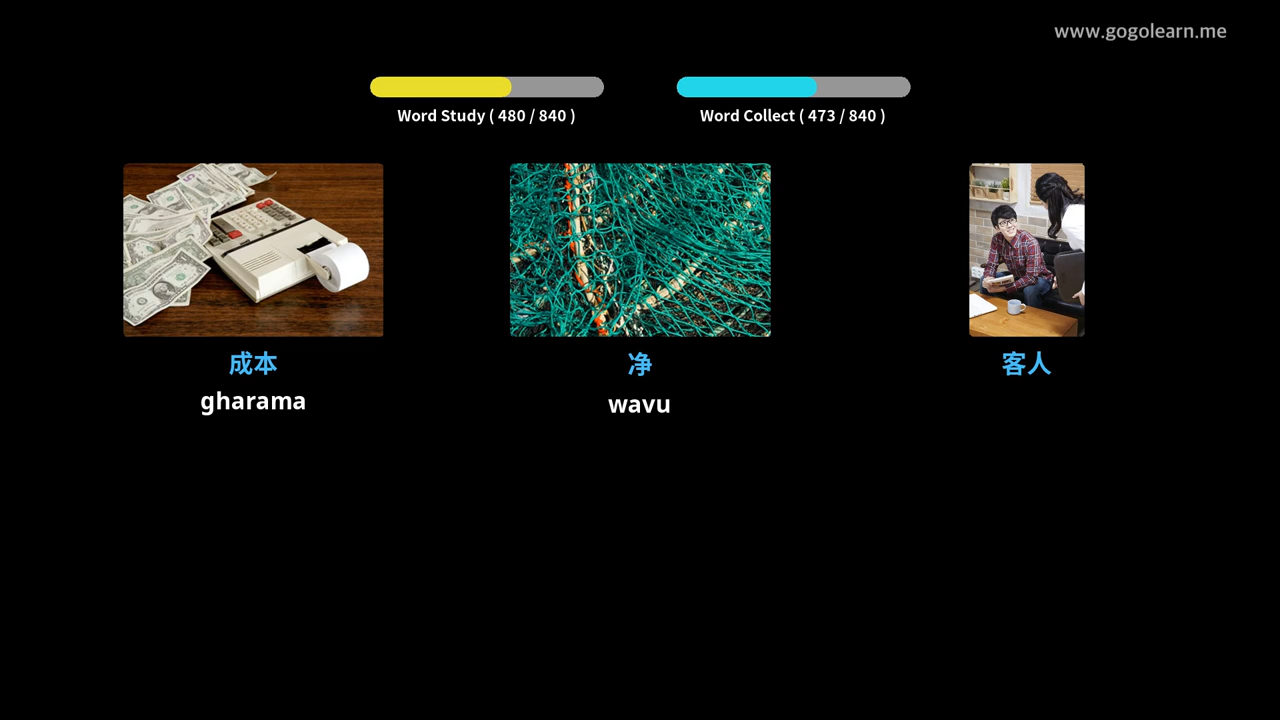 www.gogolearn.me
Word Study ( 480 / 840 )
Word Collect ( 473 / 840 )
成本
净
客人
gharama
wavu